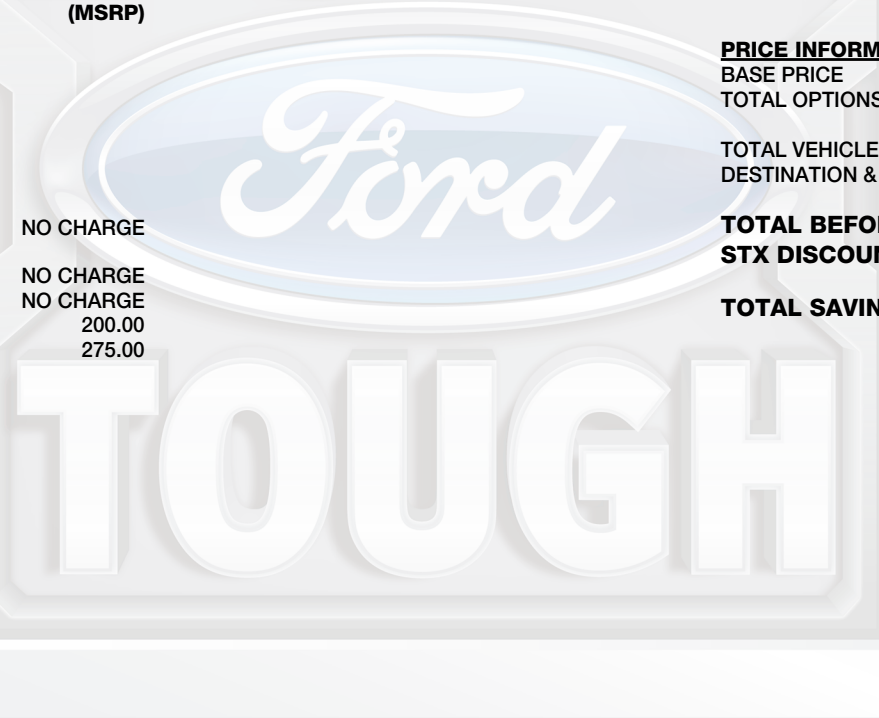 (MSRP)
NO CHARGE
NO CHARGE
NO CHARGE
200.00
275.00
PRICE INFORM
BASE PRICE
TOTAL OPTIONS
TOTAL VEHICLE
DESTINATION &
TOTAL BEFO
STX DISCOU
TOTAL SAVIN
Ford
TOUGH